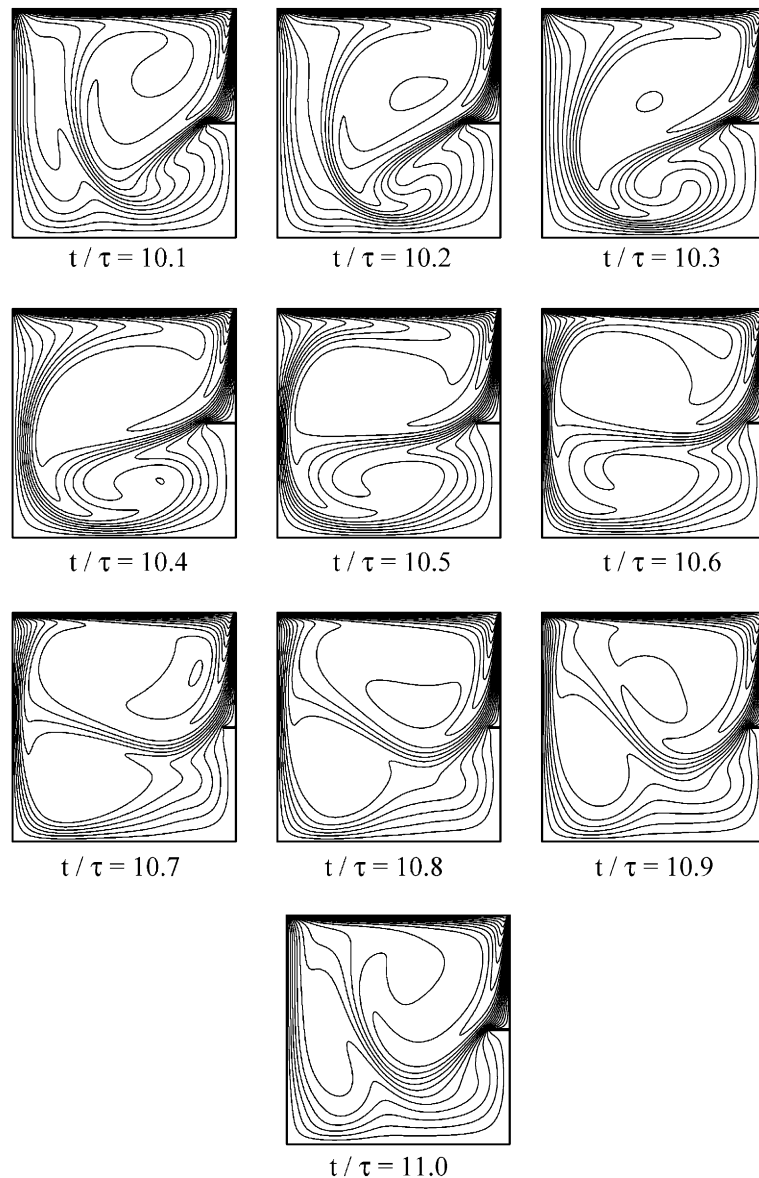 t / τ = 10.1
t / τ = 10.2
t / τ = 10.3
t / τ = 10.4
t / τ = 10.5
t / τ = 10.6
t / τ = 10.7
t / τ = 10.8
t / τ = 10.9
t / τ = 11.0